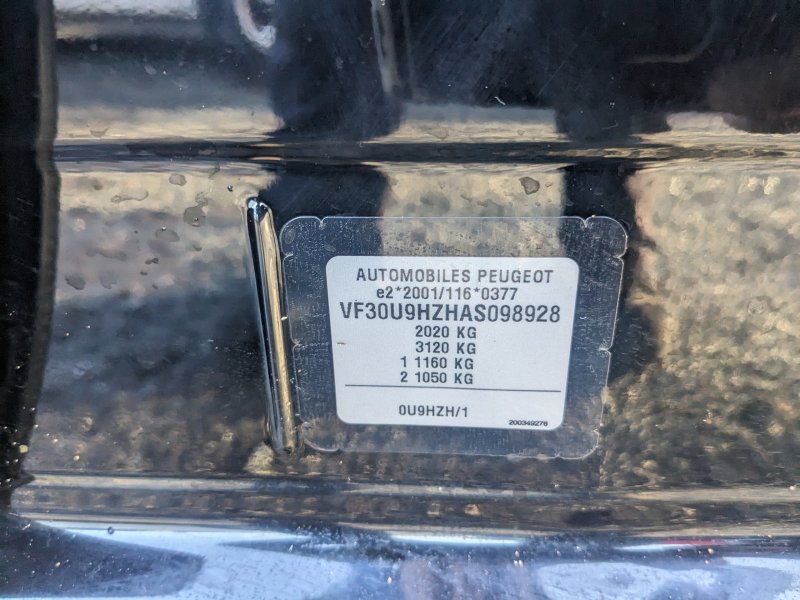 AUTOMOBILES PEUGEOT
e2*2001/116*0377
VF30U9HZHAS098928
2020 KG
3120 KG
1 1160 KG
2 1050 KG
0U9HZH/1
200349276